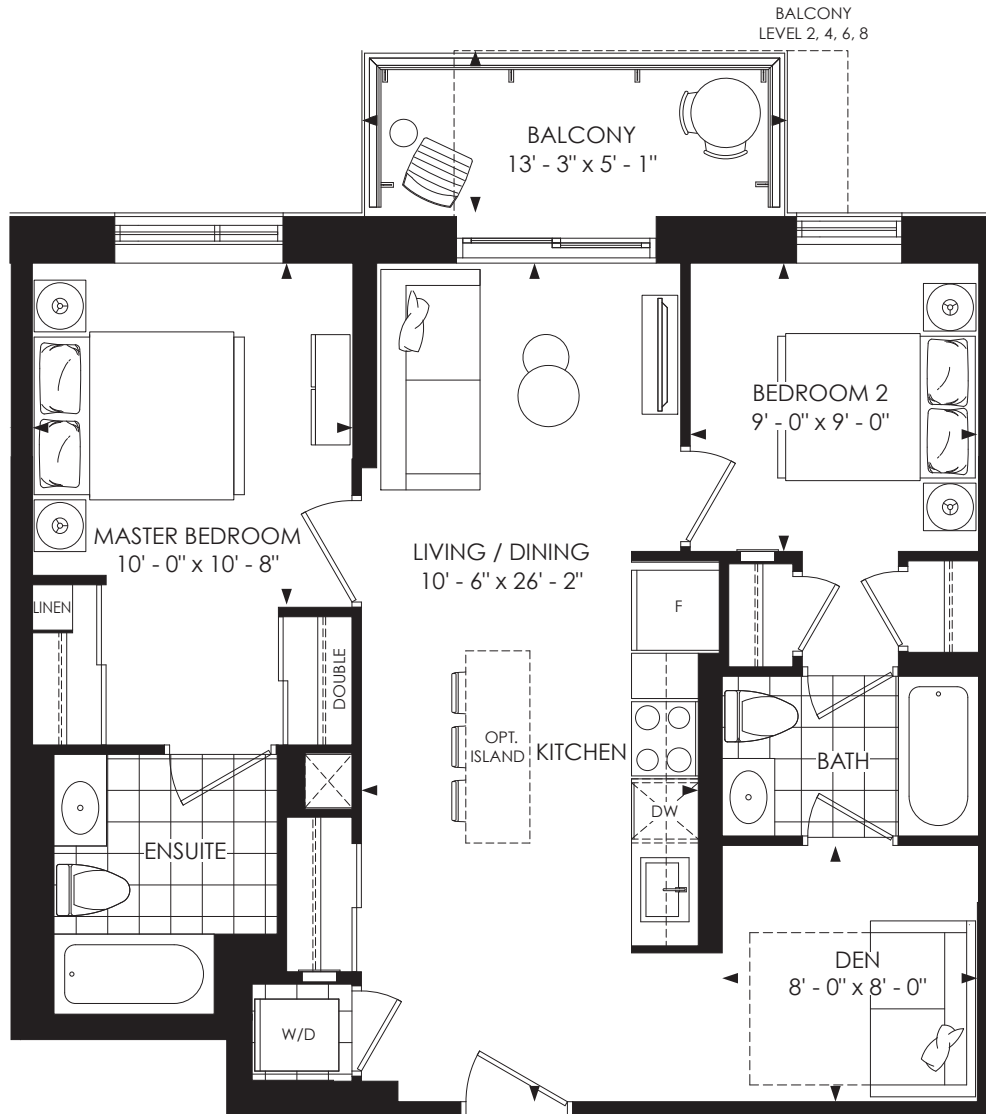 BALCONY
LEVEL 2, 4, 6, 8
BALCONY
13' - 3" x 5' - 1"
BEDROOM 2
9' - 0" x 9' - 0"
MASTER BEDROOM
10' - 0" x 10' - 8"
LIVING / DINING
10' - 6" x 26' - 2"
LINEN
F
DOUBLE
OPT.
ISLAND
KITCHEN
BATH
DW
ENSUITE
DEN
8' - 0" x 8' - 0"
W/D